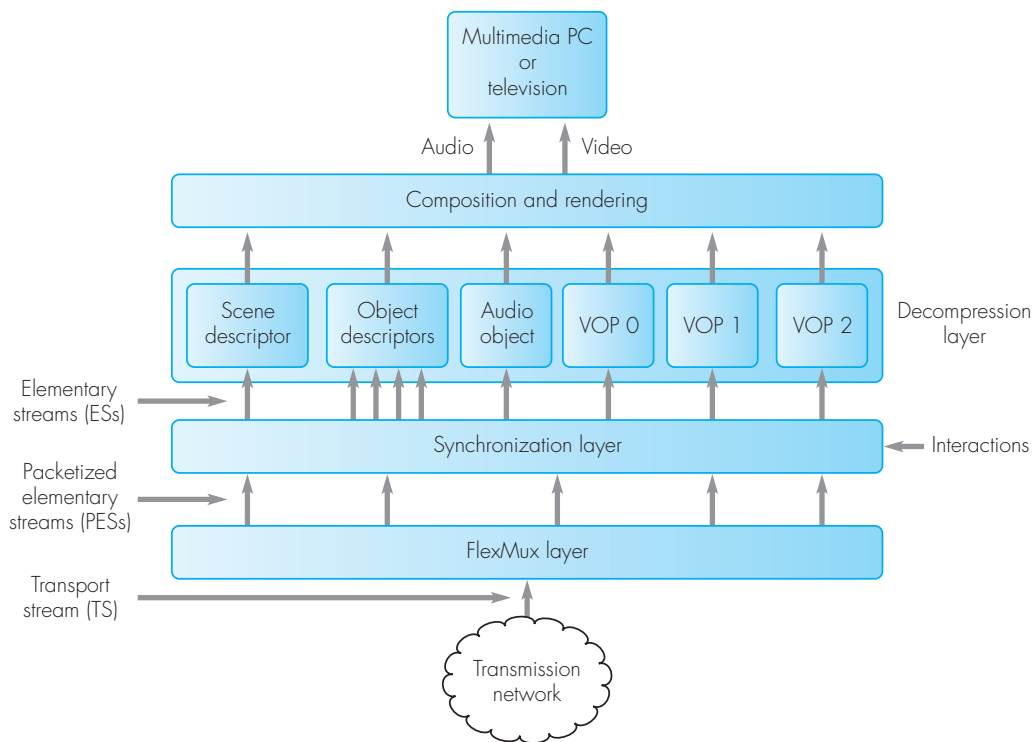 Multimedia PC
or
television
Audio
Video
Composition and rendering
Scene
descriptor
Object
descriptors
Audio
object
VOP 0
VOP 1
VOP 2
Decompression
layer
Elementary
streams (ESs)
Synchronization layer
Interactions
Packetized
elementary
streams (PESs)
FlexMux layer
Transport
stream (TS)
Transmission
network